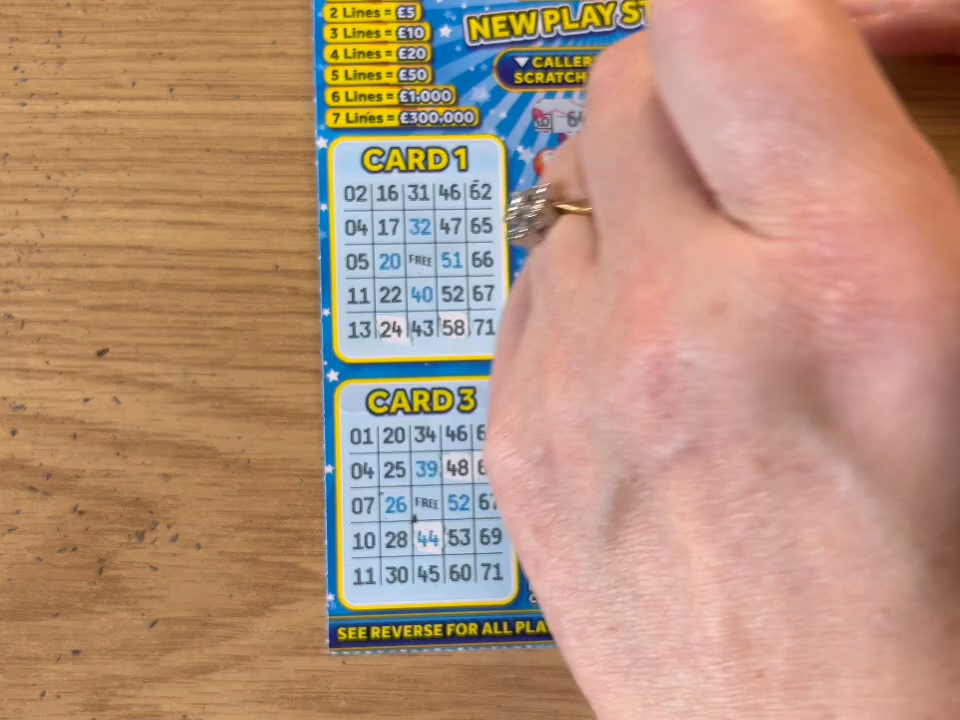 2 Lines = £5
3 Lines = £10
4 Lines = £20
5 Lines = £50
6 Lines = £1,000
7 Lines = £300,000
NEW PLAY
CALLER
SCRATCH
64
CARD 1
02 16 31 46 62
04 17 32 47 65
05 20 FREE 51 66
11 22 40 52 67
13 24 43 58 71
CARD 3
01 20 34 46
04 25 39 48
07 26 FREE 52 67
10 28 44 53 69
11 30 45 60 71
SEE REVERSE FOR ALL